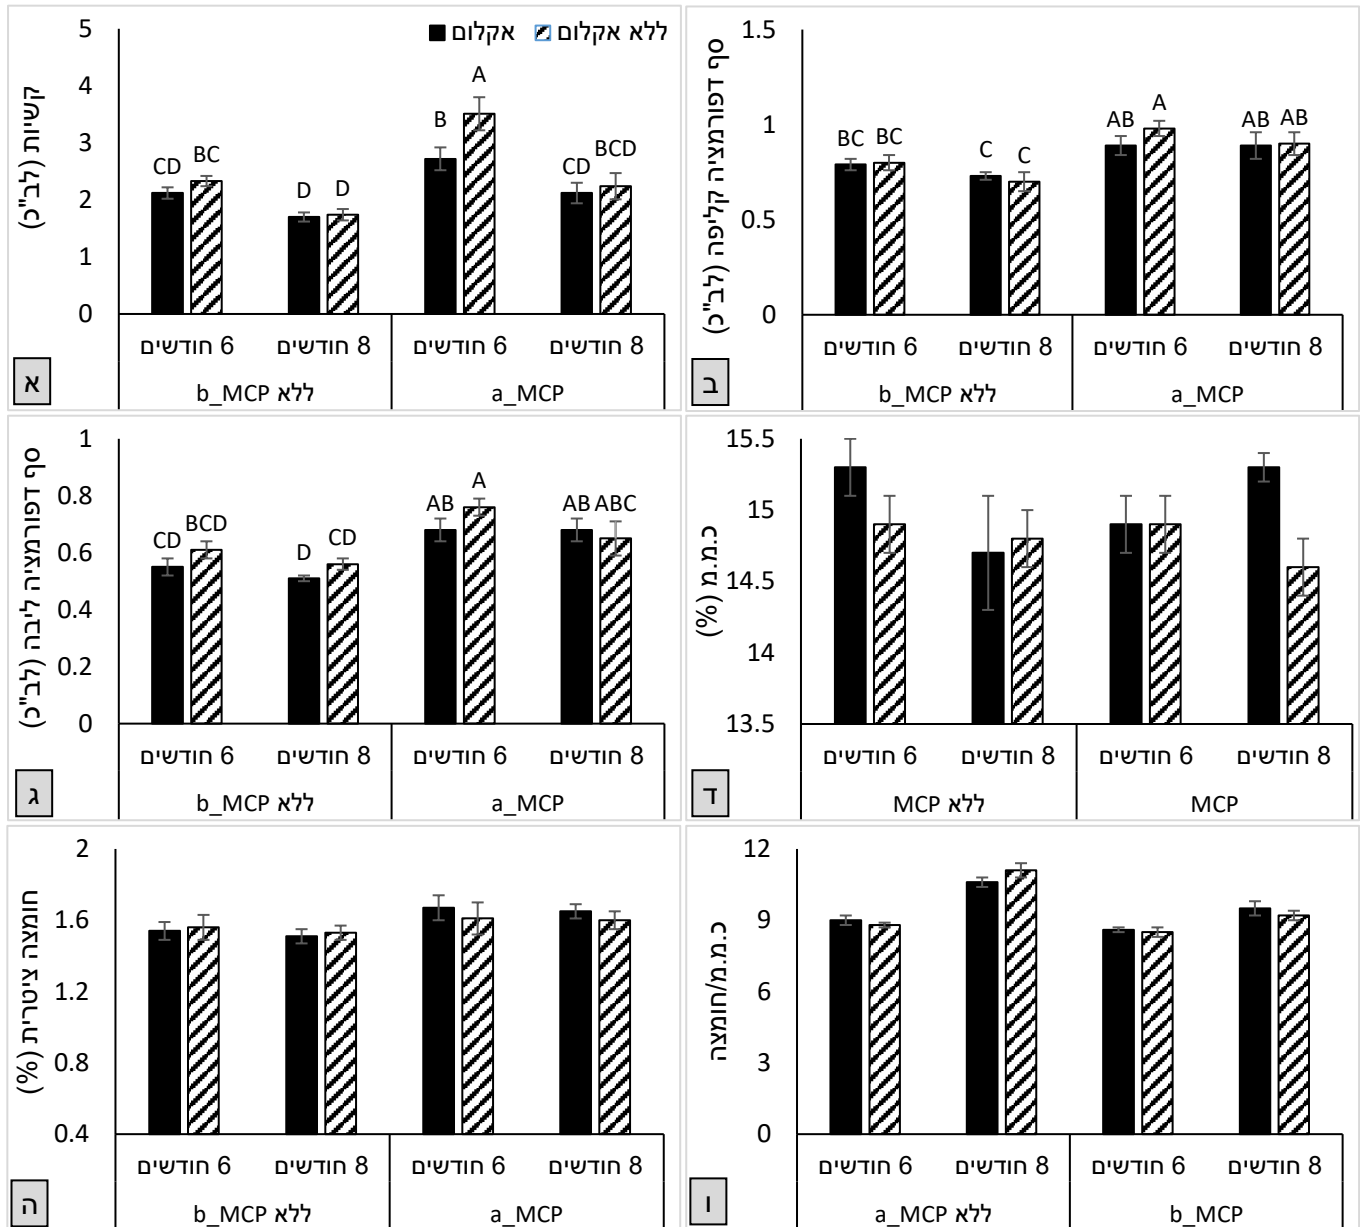 אקלום
ללא אקלום
קשיות (לב"כ)
5
4
3
2
1
0
CD
BC
D
D
B
A
CD
BCD
6 חודשים
8 חודשים
6 חודשים
8 חודשים
ללא b_MCP
a_MCP
א
סף דפורמציה קליפה (לב"כ)
1.5
1
0.5
0
BC
BC
C
C
AB
A
AB
AB
6 חודשים
8 חודשים
6 חודשים
8 חודשים
ללא b_MCP
a_MCP
ב
סף דפורמציה ליבה (לב"כ)
1
0.8
0.6
0.4
0.2
0
CD
BCD
D
CD
AB
A
AB
ABC
6 חודשים
8 חודשים
6 חודשים
8 חודשים
ללא b_MCP
a_MCP
ג
כ.מ.מ (%)
15.5
15
14.5
14
13.5
6 חודשים
8 חודשים
6 חודשים
8 חודשים
ללא MCP
MCP
ד
חומצה ציטרית (%)
2
1.6
1.2
0.8
0.4
6 חודשים
8 חודשים
6 חודשים
8 חודשים
ללא b_MCP
a_MCP
ה
כ.מ.מ/חומצה
12
9
6
3
0
6 חודשים
8 חודשים
6 חודשים
8 חודשים
ללא a_MCP
b_MCP
ו